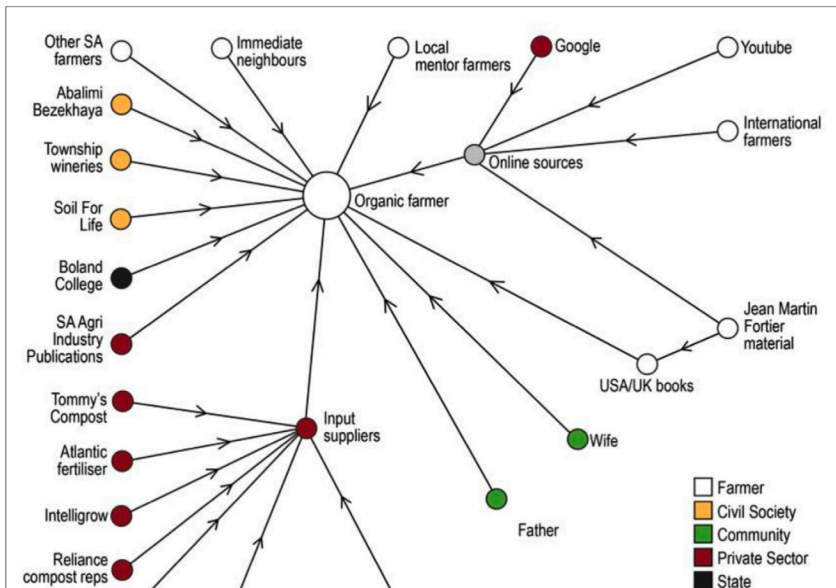 Other SA
farmers
Immediate
neighbours
Local
mentor farmers
Google
Youtube
Abalimi
Bezekhaya
International
farmers
Township
wineries
Online sources
Organic farmer
Soil For
Life
Boland
College
SA Agri
Industry
Publications
Jean Martin
Fortier
material
USA/UK books
Tommy's
Compost
Input
suppliers
Wife
Atlantic
fertiliser
Intelligrow
Father
Reliance
compost reps
Farmer
Civil Society
Community
Private Sector
State